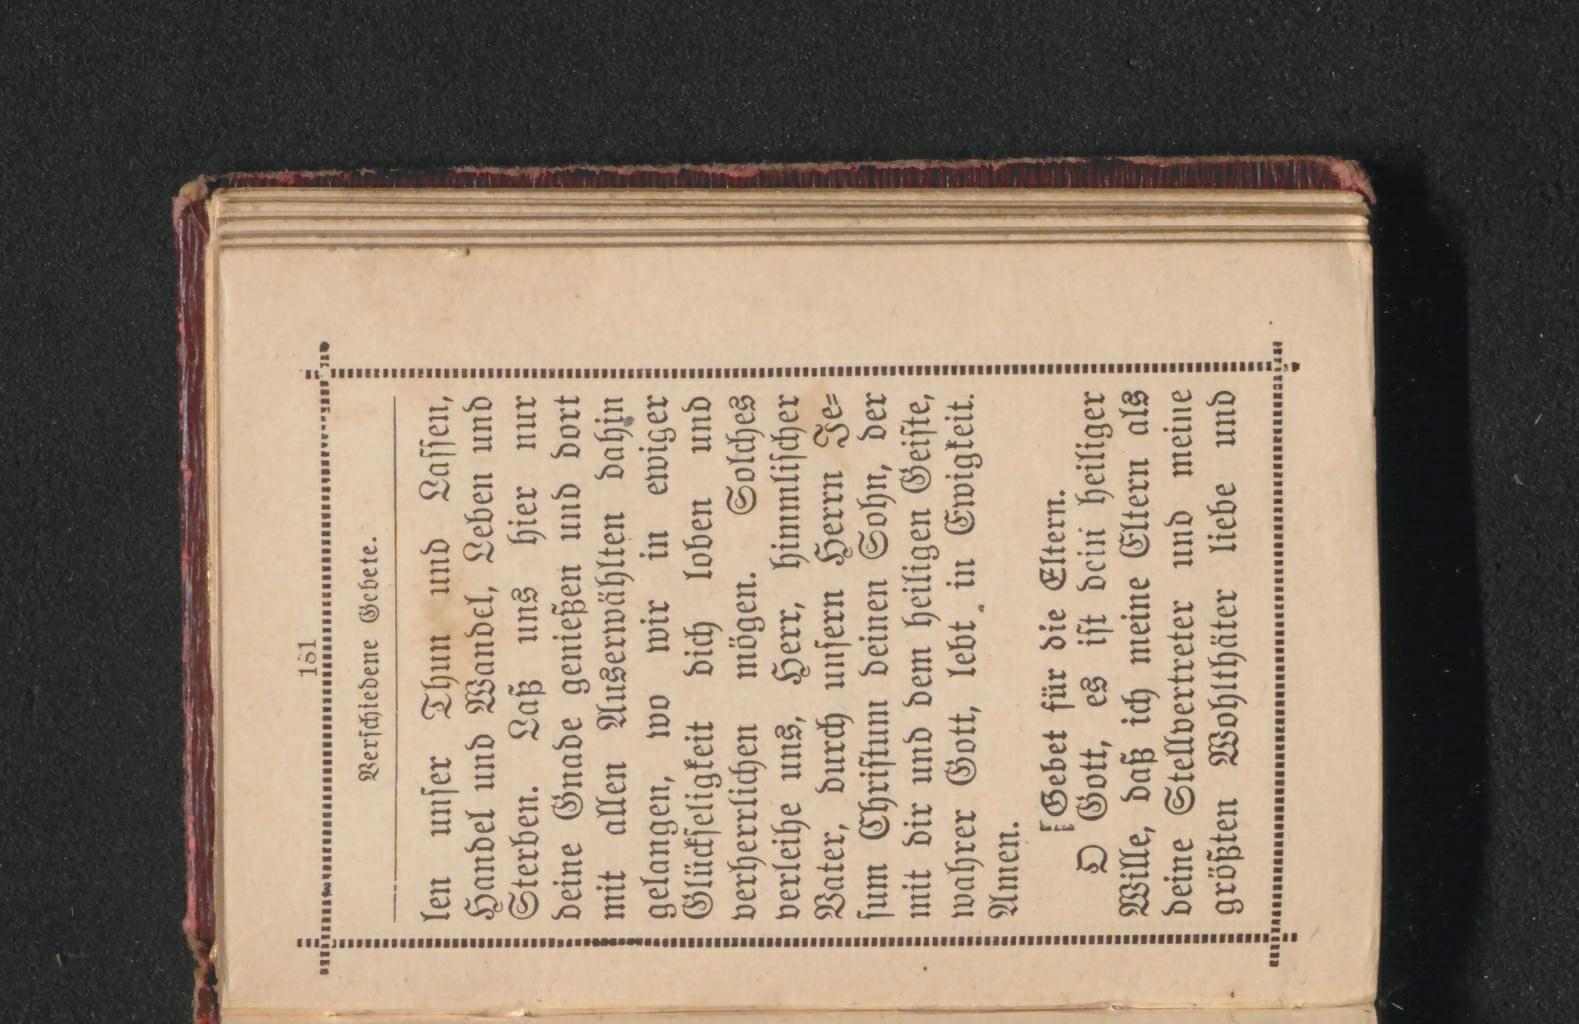 181
Verschiedene Gebete.
len unser Thun und Lassen,
Handel und Wandel, Leben und
Sterben. Laß uns hier nur
deine Gnade genießen und dort
mit allen Auserwählten dahin
gelangen, wo wir in ewiger
Glückseligkeit dich loben und
verherrlichen mögen. Solches
verleihe uns, Herr, himmlischer
Vater, durch unsern Herrn Je=
sum Christum deinen Sohn, der
mit dir und dem heiligen Geiste,
wahrer Gott, lebt in Ewigkeit.
Amen.
Gebet für die Eltern.
O Gott, es ist dein heiliger
Wille, daß ich meine Eltern als
deine Stellvertreter und meine
größten Wohlthäter liebe und